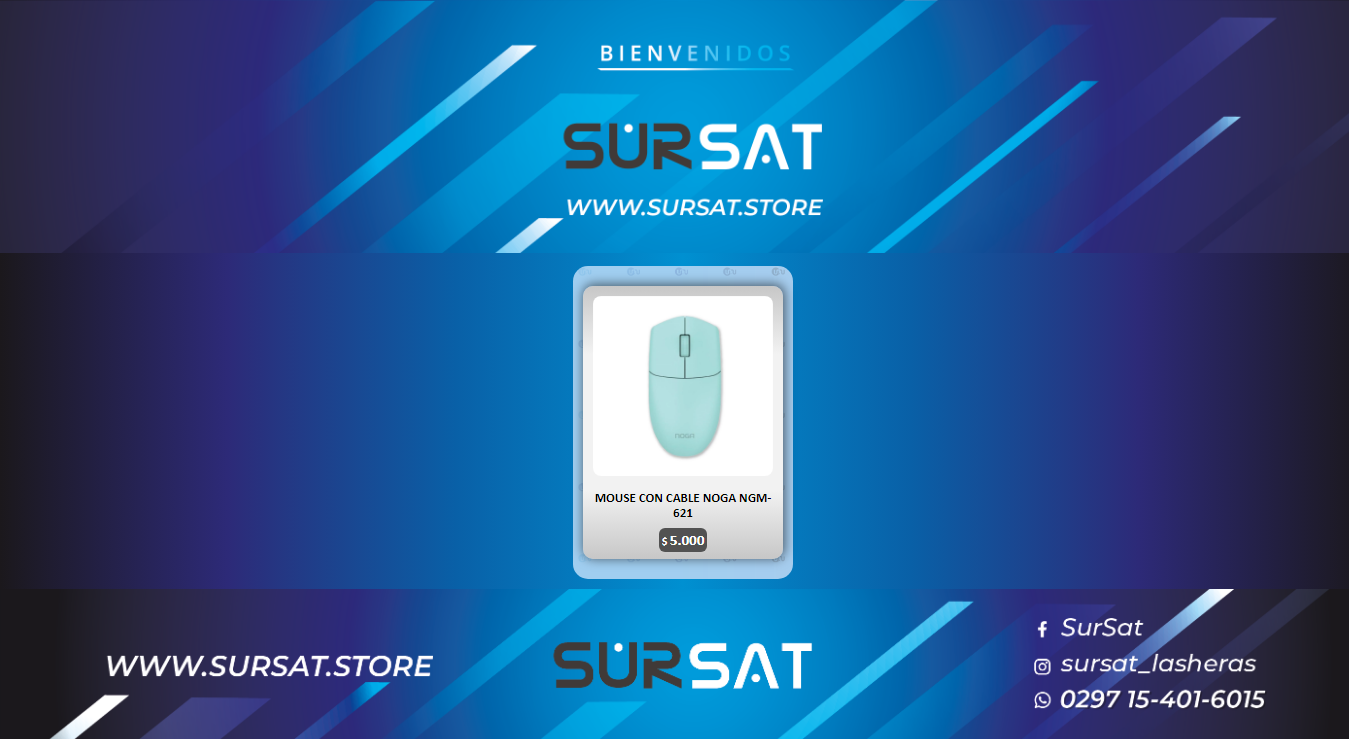 BIENVENIDOS
SURSAT
WWW.SURSAT.STORE
NOGA
MOUSE CON CABLE NOGA NGM-
621
$ 5.000
WWW.SURSAT.STORE
SURSAT
SurSat
sursat_lasheras
0297 15-401-6015